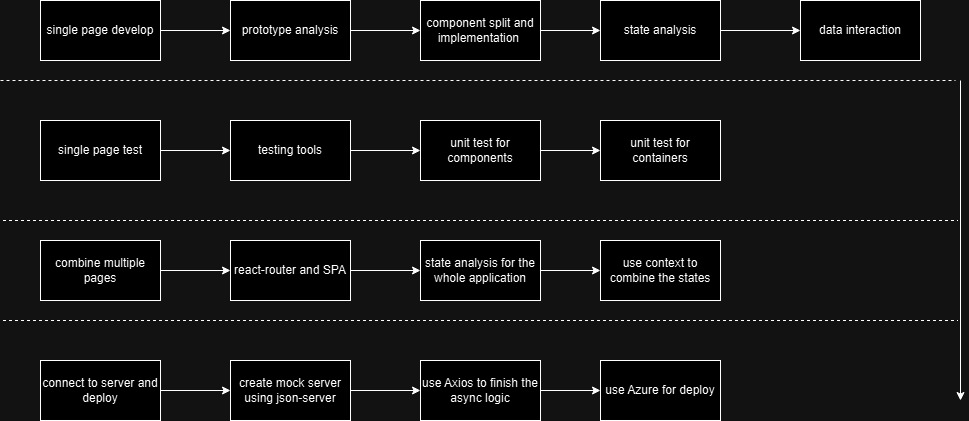 single page develop
prototype analysis
component split and
implementation
state analysis
data interaction
single page test
testing tools
unit test for
components
unit test for
containers
combine multiple
pages
react-router and SPA
state analysis for the
whole application
use context to
combine the states
connect to server and
deploy
create mock server
using json-server
use Axios to finish the
async logic
use Azure for deploy